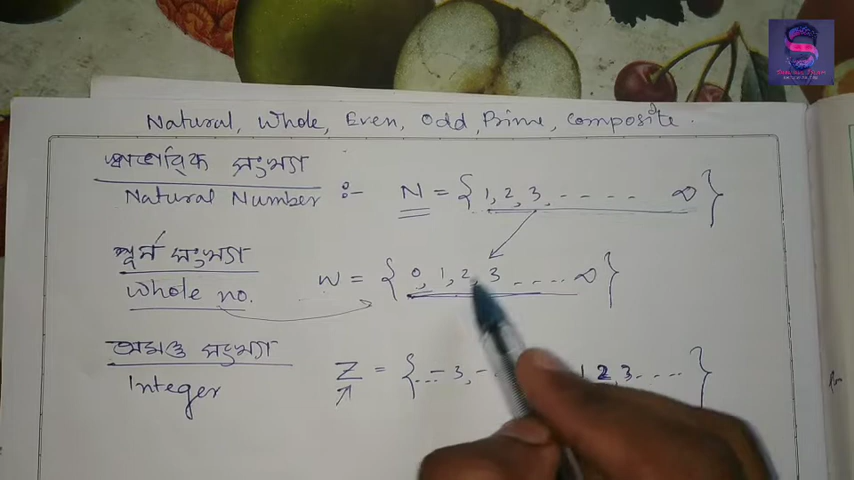 Natural, Whole, Even, Odd, Prime, Composite.
স্বাভাবিক সংখ্যা
Natural Number :- N = {1, 2, 3, - - - - - ∞}
পূর্ন সংখ্যা
Whole no. W = {0, 1, 2, 3 - - - - ∞}
অখণ্ড সংখ্যা
Integer Z = {... -3, - 1, 2, 3 - - - -}